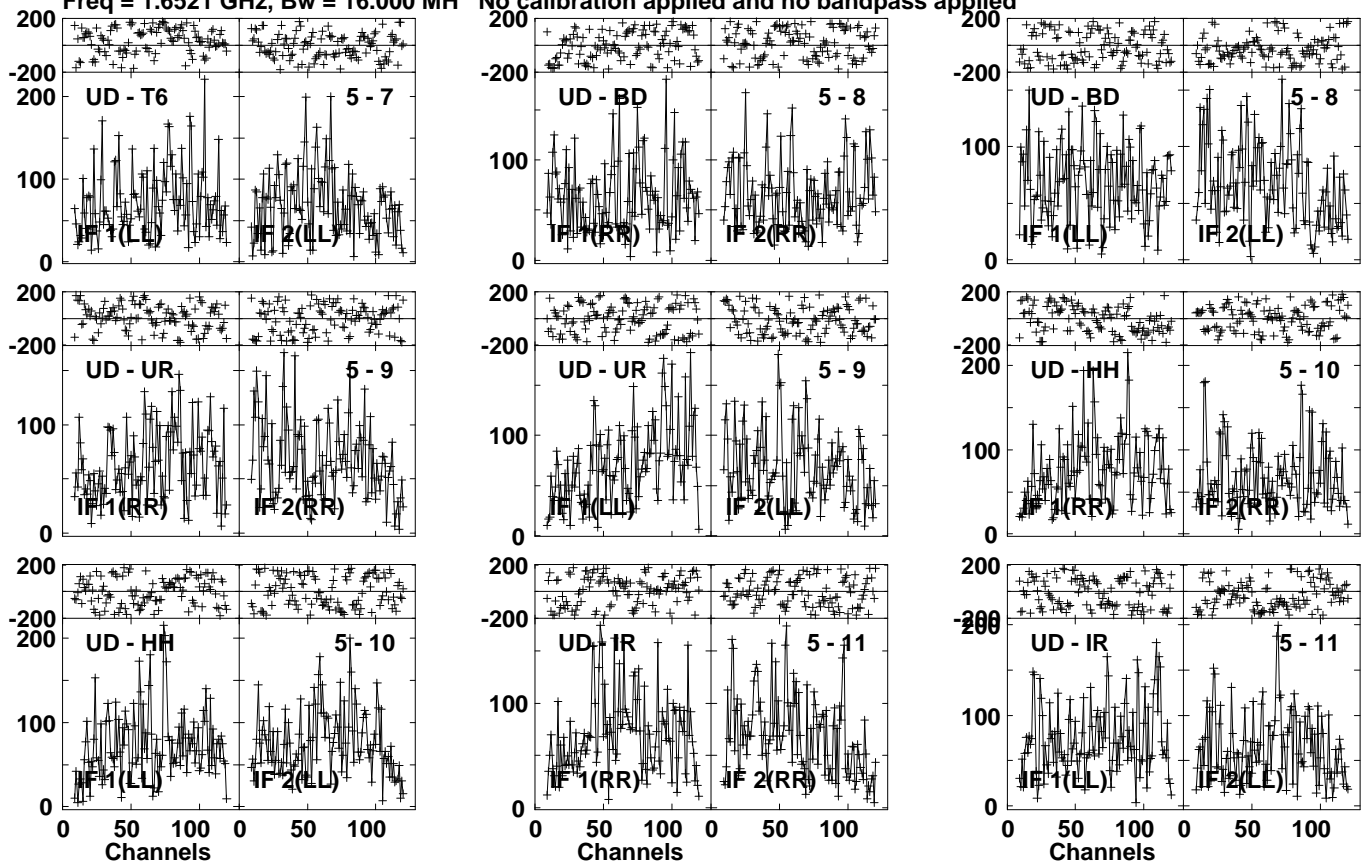 Freq = 1.6521 GHz, Bw = 16.000 MH No calibration applied and no bandpass applied
200
-200
200
100
0
UD - T6
5 - 7
IF 1(LL)
IF 2(LL)
200
-200
100
0
UD - BD
5 - 8
IF 1(RR)
IF 2(RR)
200
-200
100
0
UD - BD
5 - 8
IF 1(LL)
IF 2(LL)
200
-200
100
0
UD - UR
5 - 9
IF 1(RR)
IF 2(RR)
200
-200
100
0
UD - UR
5 - 9
IF 1(LL)
IF 2(LL)
200
-200
200
100
0
UD - HH
5 - 10
IF 1(RR)
IF 2(RR)
200
-200
200
100
0
UD - HH
5 - 10
IF 1(LL)
IF 2(LL)
0 50 100 0 50 100
Channels
200
-200
100
0
UD - IR
5 - 11
IF 1(RR)
IF 2(RR)
0 50 100 0 50 100
Channels
200
-200
200
100
0
UD - IR
5 - 11
IF 1(LL)
IF 2(LL)
0 50 100 0 50 100
Channels